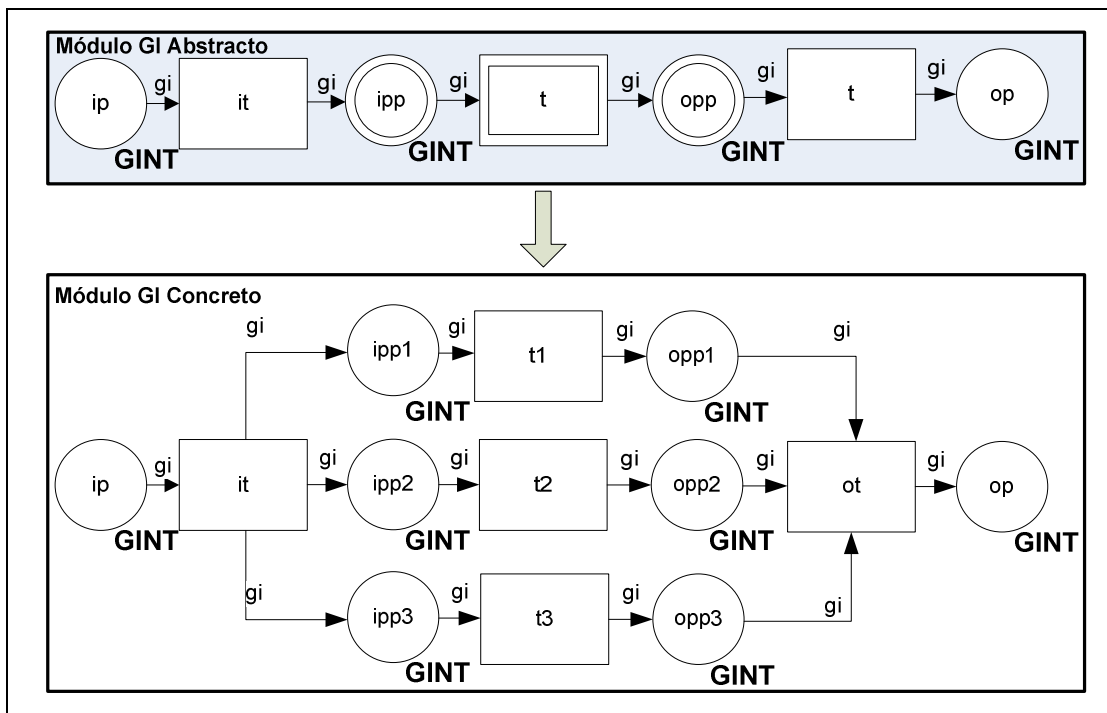 Módulo GI Abstracto
ip gi it gi ipp gi t gi opp gi t gi op
GINT GINT GINT GINT
Módulo GI Concreto
gi ipp1 gi t1 gi opp1 gi
GINT GINT
ip gi it gi ipp2 gi t2 gi opp2 gi ot gi op
GINT GINT GINT GINT
gi ipp3 gi t3 gi opp3 gi
GINT GINT